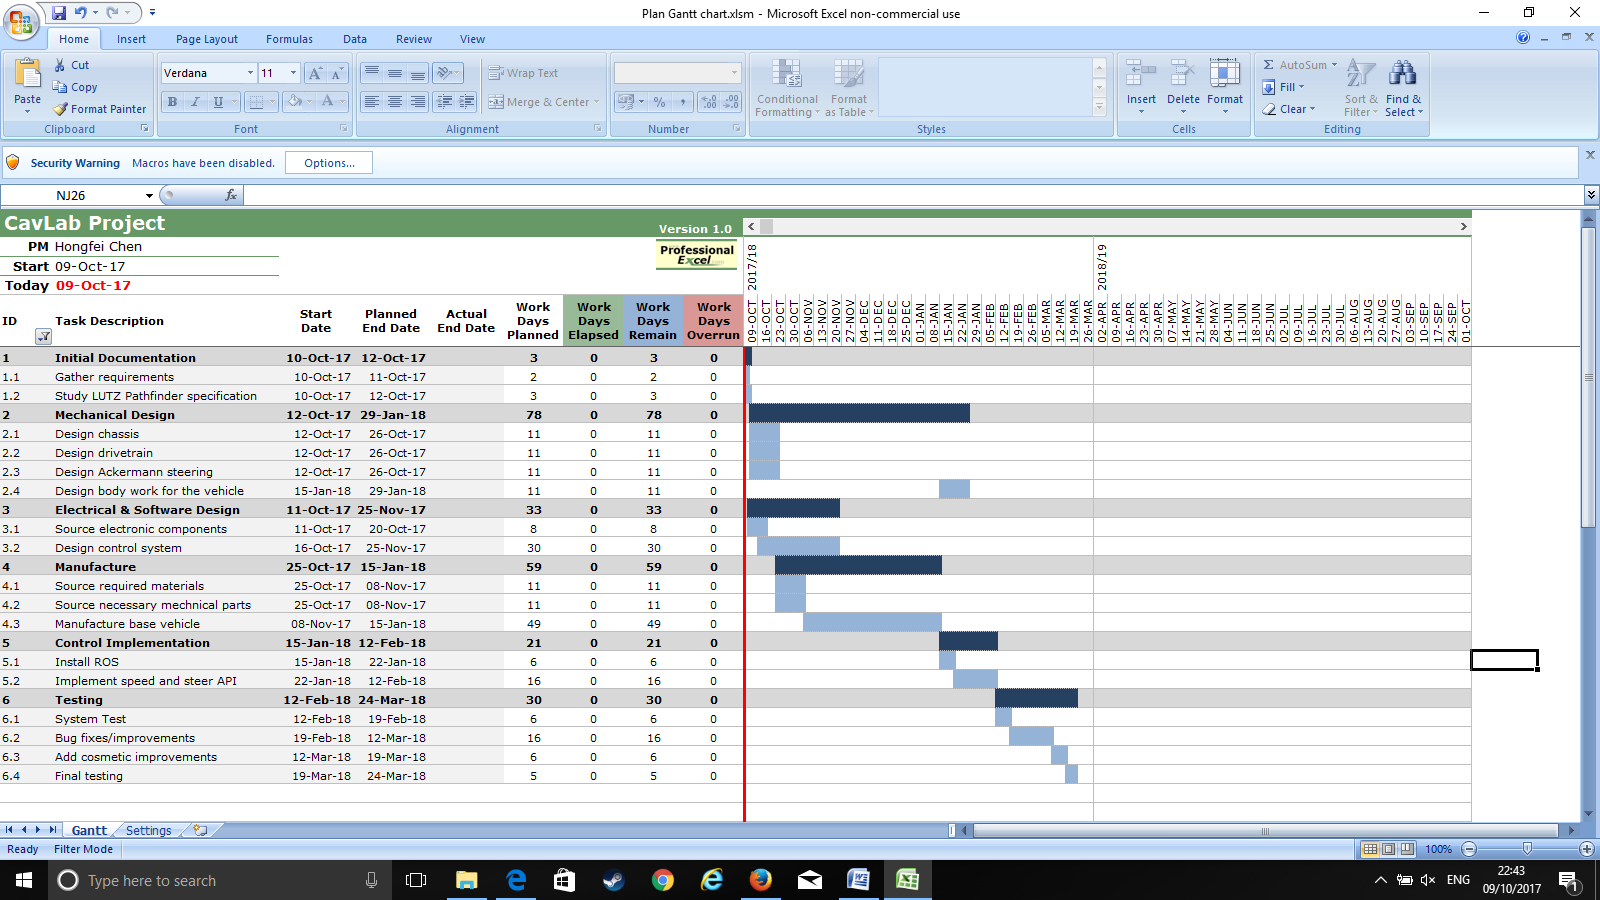 Plan Gantt chart.xlsm - Microsoft Excel non-commercial use
Home Insert Page Layout Formulas Data Review View
Paste Cut Copy Format Painter
Verdana 11
B I U A
Wrap Text
Merge & Center
% ,
Conditional Formatting Format as Table
Insert Delete Format
AutoSum Fill Clear
Sort & Filter Find & Select
Clipboard Font Alignment Number Styles Cells Editing
Security Warning Macros have been disabled. Options...
NJ26 fx
CavLab Project Version 1.0
PM Hongfei Chen Professional Excel
Start 09-Oct-17
Today 09-Oct-17
2017/18 2018/19
09-OCT 16-OCT 23-OCT 30-OCT 06-NOV 13-NOV 20-NOV 27-NOV 04-DEC 11-DEC 18-DEC 25-DEC 01-JAN 08-JAN 15-JAN 22-JAN 29-JAN 05-FEB 12-FEB 19-FEB 26-FEB 05-MAR 12-MAR 19-MAR 26-MAR 02-APR 09-APR 16-APR 23-APR 30-APR 07-MAY 14-MAY 21-MAY 28-MAY 04-JUN 11-JUN 18-JUN 25-JUN 02-JUL 09-JUL 16-JUL 23-JUL 30-JUL 06-AUG 13-AUG 20-AUG 27-AUG 03-SEP 10-SEP 17-SEP 24-SEP 01-OCT
ID Task Description Start Date Planned End Date Actual End Date Work Days Planned Work Days Elapsed Work Days Remain Work Days Overrun
1 Initial Documentation 10-Oct-17 12-Oct-17 3 0 3 0
1.1 Gather requirements 10-Oct-17 11-Oct-17 2 0 2 0
1.2 Study LUTZ Pathfinder specification 10-Oct-17 12-Oct-17 3 0 3 0
2 Mechanical Design 12-Oct-17 29-Jan-18 78 0 78 0
2.1 Design chassis 12-Oct-17 26-Oct-17 11 0 11 0
2.2 Design drivetrain 12-Oct-17 26-Oct-17 11 0 11 0
2.3 Design Ackermann steering 12-Oct-17 26-Oct-17 11 0 11 0
2.4 Design body work for the vehicle 15-Jan-18 29-Jan-18 11 0 11 0
3 Electrical & Software Design 11-Oct-17 25-Nov-17 33 0 33 0
3.1 Source electronic components 11-Oct-17 20-Oct-17 8 0 8 0
3.2 Design control system 16-Oct-17 25-Nov-17 30 0 30 0
4 Manufacture 25-Oct-17 15-Jan-18 59 0 59 0
4.1 Source required materials 25-Oct-17 08-Nov-17 11 0 11 0
4.2 Source necessary mechnical parts 25-Oct-17 08-Nov-17 11 0 11 0
4.3 Manufacture base vehicle 08-Nov-17 15-Jan-18 49 0 49 0
5 Control Implementation 15-Jan-18 12-Feb-18 21 0 21 0
5.1 Install ROS 15-Jan-18 22-Jan-18 6 0 6 0
5.2 Implement speed and steer API 22-Jan-18 12-Feb-18 16 0 16 0
6 Testing 12-Feb-18 24-Mar-18 30 0 30 0
6.1 System Test 12-Feb-18 19-Feb-18 6 0 6 0
6.2 Bug fixes/improvements 19-Feb-18 12-Mar-18 16 0 16 0
6.3 Add cosmetic improvements 12-Mar-18 19-Mar-18 6 0 6 0
6.4 Final testing 19-Mar-18 24-Mar-18 5 0 5 0
Gantt Settings
Ready Filter Mode 100%
Type here to search ENG 22:43
09/10/2017 1